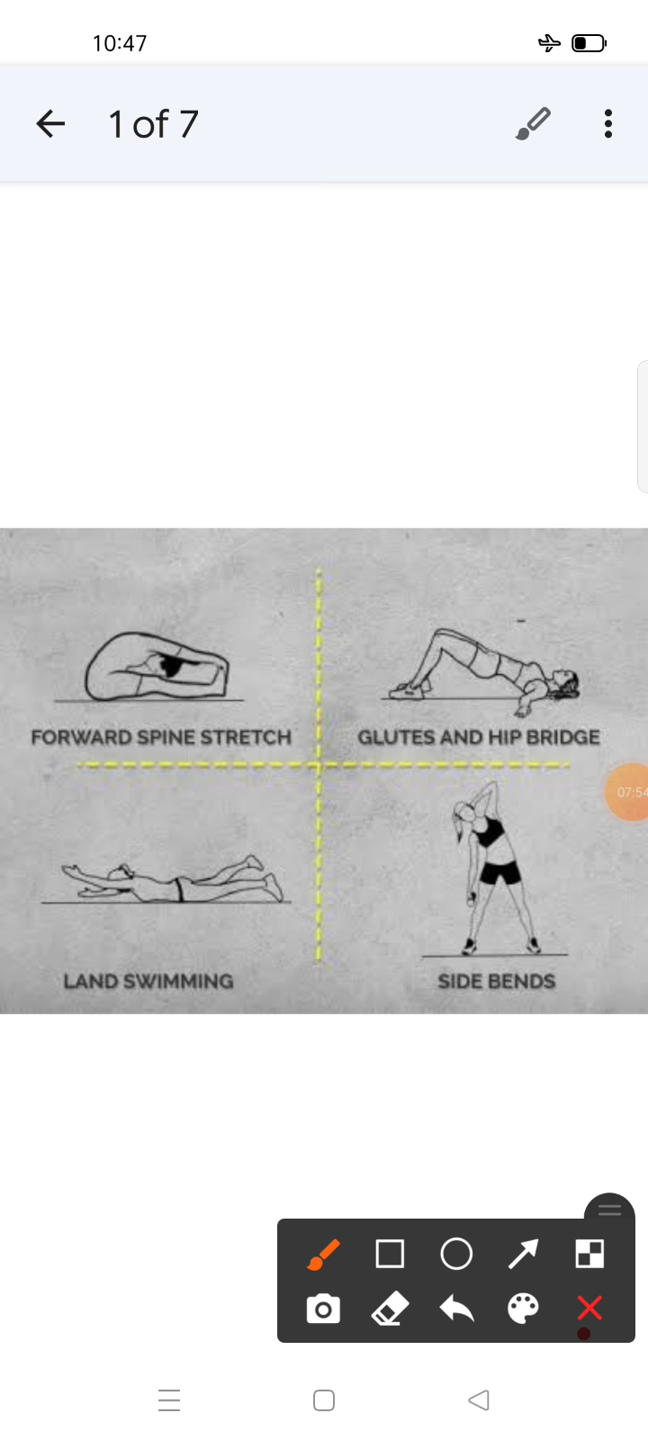 10:47
1 of 7
FORWARD SPINE STRETCH
GLUTES AND HIP BRIDGE
07:54
LAND SWIMMING
SIDE BENDS